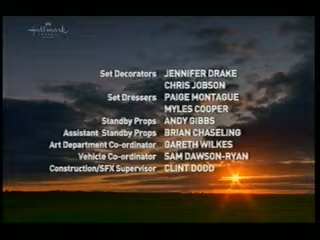 Hallmark
CHANNEL
Set Decorators JENNIFER DRAKE
CHRIS JOBSON
Set Dressers PAIGE MONTAGUE
MYLES COOPER
Standby Props ANDY GIBBS
Assistant Standby Props BRIAN CHASELING
Art Department Co-ordinator GARETH WILKES
Vehicle Co-ordinator SAM DAWSON-RYAN
Construction/SFX Supervisor CLINT DODD